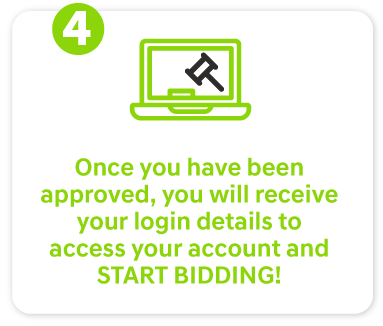 4
Once you have been
approved, you will receive
your login details to
access your account and
START BIDDING!